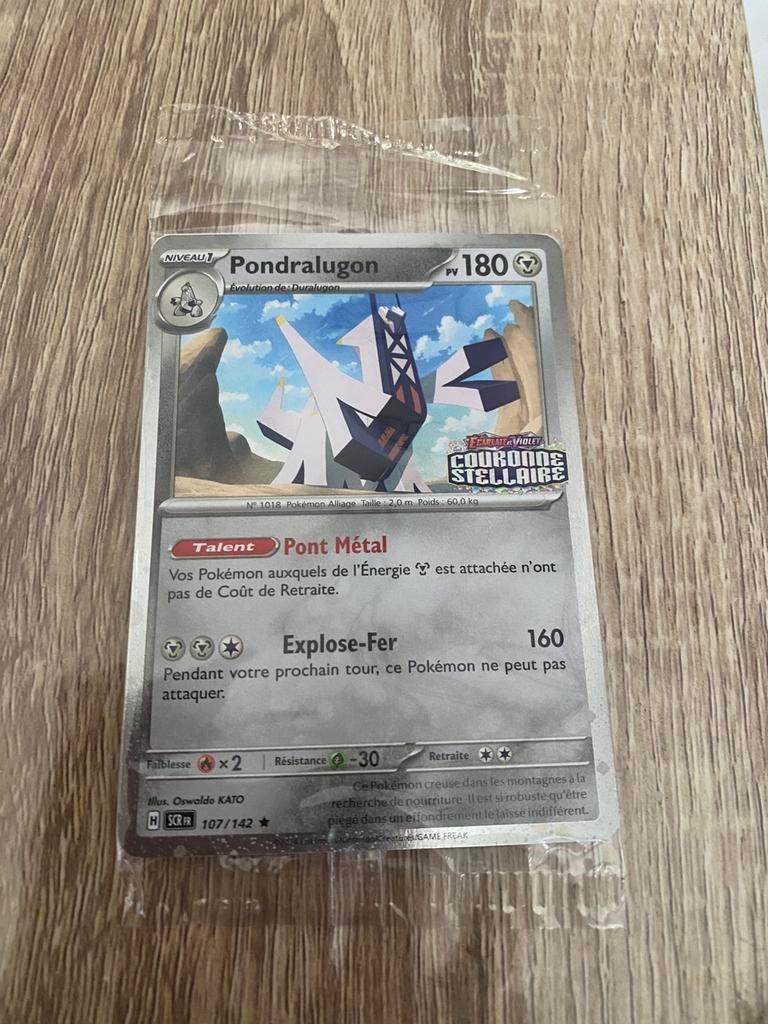 NIVEAU 1
Pondralugon
PV 180
Évolution de : Duralugon
ÉCARLATE ET VIOLET
COURONNE
STELLAIRE
N° 1018 Pokémon Alliage Taille : 2,0 m Poids : 60,0 kg
Talent Pont Métal
Vos Pokémon auxquels de l'Énergie est attachée n'ont
pas de Coût de Retraite.
Explose-Fer 160
Pendant votre prochain tour, ce Pokémon ne peut pas
attaquer.
Faiblesse ×2 Résistance -30 Retraite
Illus. Oswaldo KATO
Ce Pokémon creuse dans les montagnes à la
recherche de nourriture. Il est si robuste qu'être
piégé dans un effondrement le laisse indifférent.
H SCR FR 107/142 ★
Nintendo/Creatures/GAME FREAK